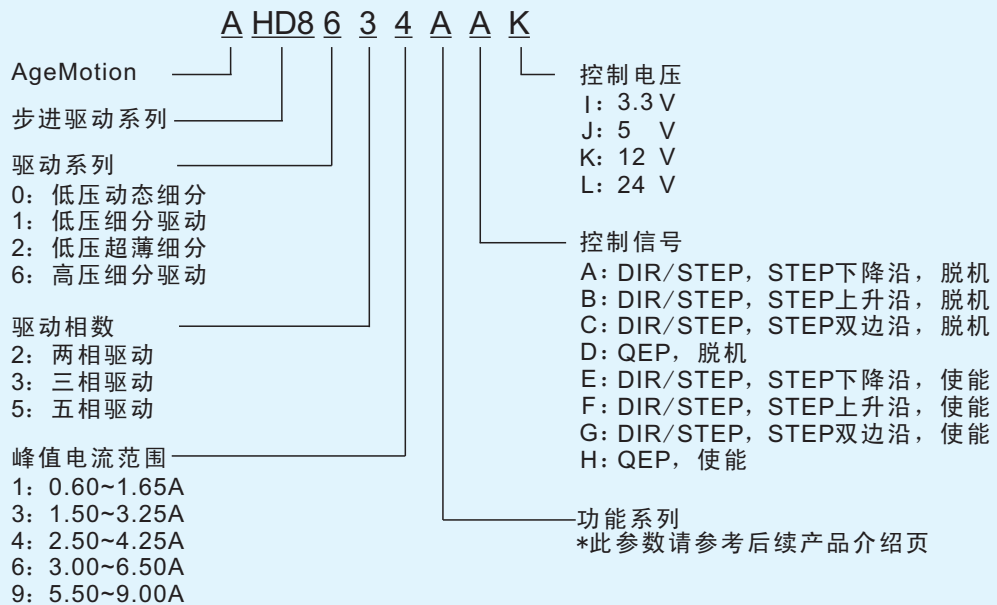 A HD8 6 3 4 A A K
AgeMotion
步进驱动系列
驱动系列
0：低压动态细分
1：低压细分驱动
2：低压超薄细分
6：高压细分驱动
驱动相数
2：两相驱动
3：三相驱动
5：五相驱动
峰值电流范围
1：0.60~1.65A
3：1.50~3.25A
4：2.50~4.25A
6：3.00~6.50A
9：5.50~9.00A
控制电压
I：3.3 V
J：5 V
K：12 V
L：24 V
控制信号
A：DIR/STEP，STEP下降沿，脱机
B：DIR/STEP，STEP上升沿，脱机
C：DIR/STEP，STEP双边沿，脱机
D：QEP，脱机
E：DIR/STEP，STEP下降沿，使能
F：DIR/STEP，STEP上升沿，使能
G：DIR/STEP，STEP双边沿，使能
H：QEP，使能
功能系列
*此参数请参考后续产品介绍页